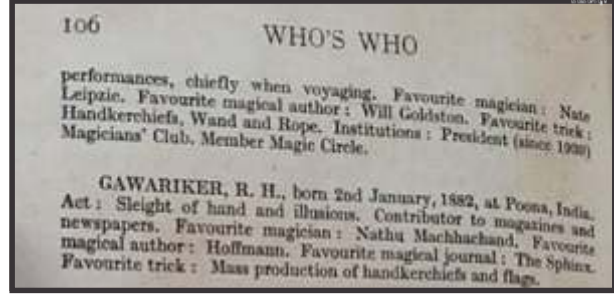 106
WHO'S WHO
performances, chiefly when voyaging. Favourite magician : Nate
Leipzie. Favourite magical author : Will Goldston. Favourite trick :
Handkerchiefs, Wand and Rope. Institutions : President (since 1939)
Magicians' Club, Member Magic Circle.
GAWARIKER, R. H., born 2nd January, 1882, at Poona, India.
Act : Sleight of hand and illusions. Contributor to magazines and
newspapers. Favourite magician : Nathu Machhachand. Favourite
magical author : Hoffmann. Favourite magical journal : The Sphinx.
Favourite trick : Mass production of handkerchiefs and flags.